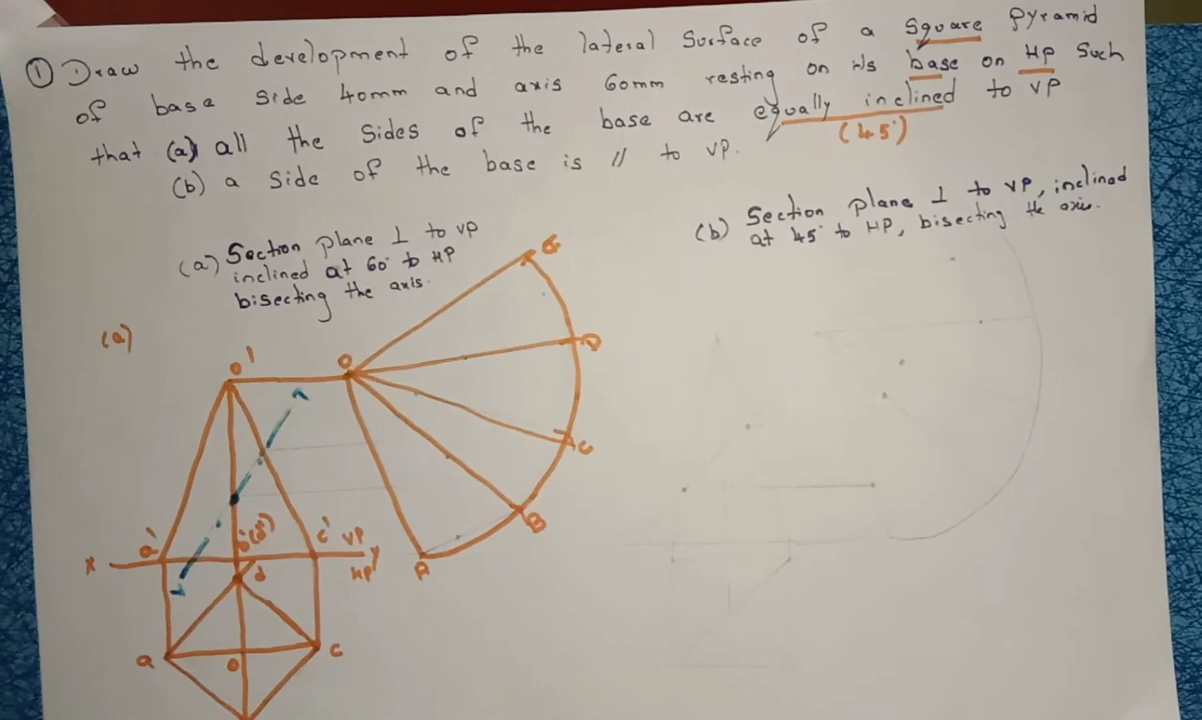 ① Draw the development of the lateral Surface of a Square Pyramid
of base side 40mm and axis 60mm resting on its base on HP such
that (a) all the Sides of the base are equally inclined to VP
(45°)
(b) a Side of the base is // to VP.
(a) Section plane ⊥ to VP
inclined at 60° to HP
bisecting the axis.
(b) Section plane ⊥ to VP, inclined
at 45° to HP, bisecting the axis.
(a)
o' O D C B A
a' b'(d') c' VP
X Y
HP
d
a o c